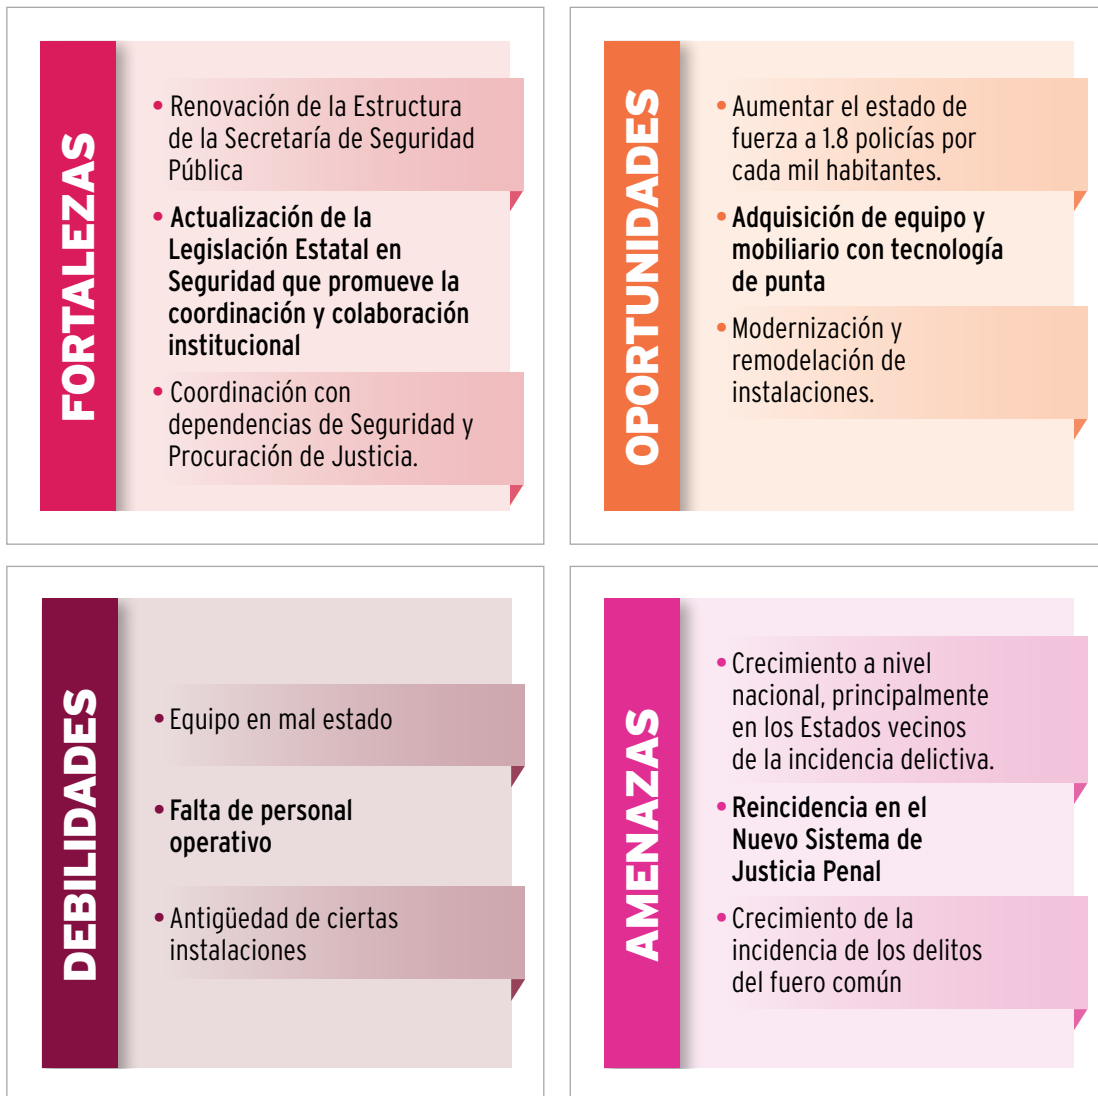 FORTALEZAS
• Renovación de la Estructura
de la Secretaría de Seguridad
Pública
• Actualización de la
Legislación Estatal en
Seguridad que promueve la
coordinación y colaboración
institucional
• Coordinación con
dependencias de Seguridad y
Procuración de Justicia.
OPORTUNIDADES
• Aumentar el estado de
fuerza a 1.8 policías por
cada mil habitantes.
• Adquisición de equipo y
mobiliario con tecnología
de punta
• Modernización y
remodelación de
instalaciones.
DEBILIDADES
• Equipo en mal estado
• Falta de personal
operativo
• Antigüedad de ciertas
instalaciones
AMENAZAS
• Crecimiento a nivel
nacional, principalmente
en los Estados vecinos
de la incidencia delictiva.
• Reincidencia en el
Nuevo Sistema de
Justicia Penal
• Crecimiento de la
incidencia de los delitos
del fuero común